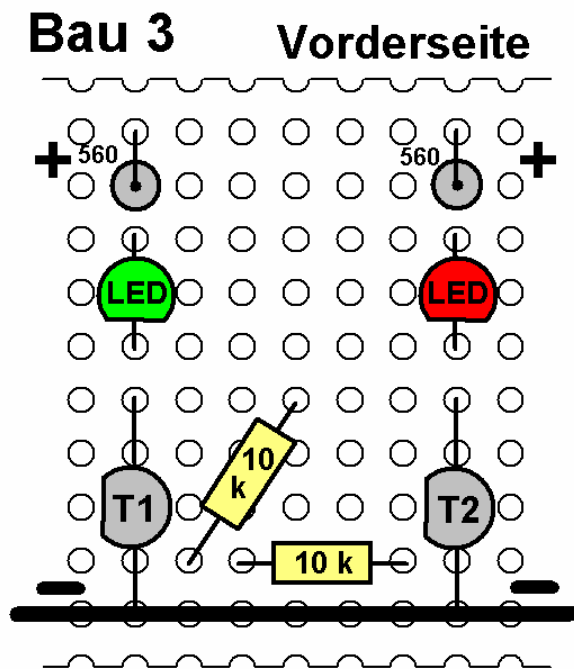 Bau 3 Vorderseite
+ 560 560 +
LED LED
10 k
T1 T2
10 k
- -